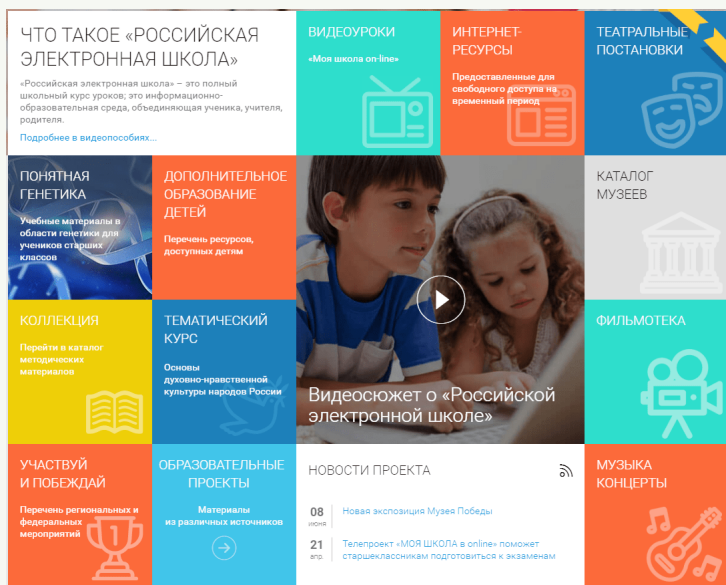 ЧТО ТАКОЕ «РОССИЙСКАЯ
ЭЛЕКТРОННАЯ ШКОЛА»
«Российская электронная школа» – это полный
школьный курс уроков; это информационно-
образовательная среда, объединяющая ученика, учителя,
родителя.
Подробнее в видеопособиях...
ВИДЕОУРОКИ
«Моя школа on-line»
ИНТЕРНЕТ-
РЕСУРСЫ
Предоставленные для
свободного доступа на
временный период
ТЕАТРАЛЬНЫЕ
ПОСТАНОВКИ
ПОНЯТНАЯ
ГЕНЕТИКА
Учебные материалы в
области генетики для
учеников старших
классов
ДОПОЛНИТЕЛЬНОЕ
ОБРАЗОВАНИЕ
ДЕТЕЙ
Перечень ресурсов,
доступных детям
КАТАЛОГ
МУЗЕЕВ
КОЛЛЕКЦИЯ
Перейти в каталог
методических
материалов
ТЕМАТИЧЕСКИЙ
КУРС
Основы
духовно-нравственной
культуры народов России
Видеосюжет о «Российской
электронной школе»
ФИЛЬМОТЕКА
УЧАСТВУЙ
И ПОБЕЖДАЙ
Перечень региональных и
федеральных
мероприятий
1
ОБРАЗОВАТЕЛЬНЫЕ
ПРОЕКТЫ
Материалы
из различных источников
НОВОСТИ ПРОЕКТА
08
июня
Новая экспозиция Музея Победы
21
апр
Телепроект «МОЯ ШКОЛА в online» поможет
старшеклассникам подготовиться к экзаменам
МУЗЫКА
КОНЦЕРТЫ